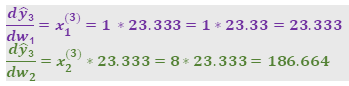 dŷ₃/dw₁ = x₁⁽³⁾ = 1 * 23.333 = 1 * 23.33 = 23.333
dŷ₃/dw₂ = x₂⁽³⁾ * 23.333 = 8 * 23.333 = 186.664